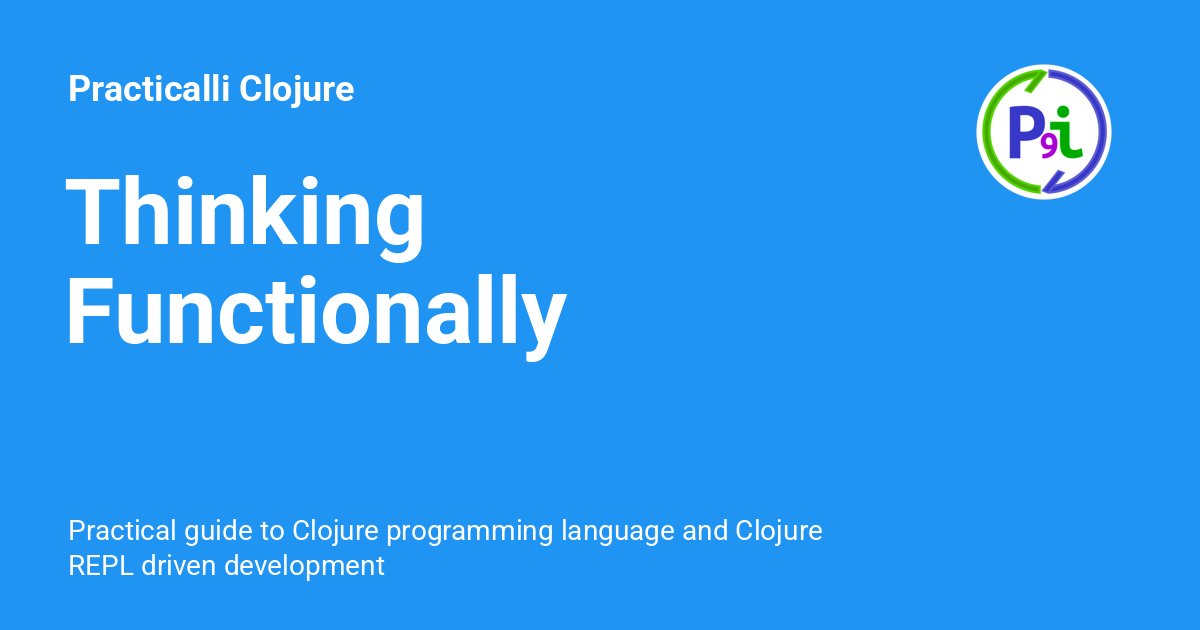 Practicalli Clojure
P9i
Thinking
Functionally
Practical guide to Clojure programming language and Clojure
REPL driven development